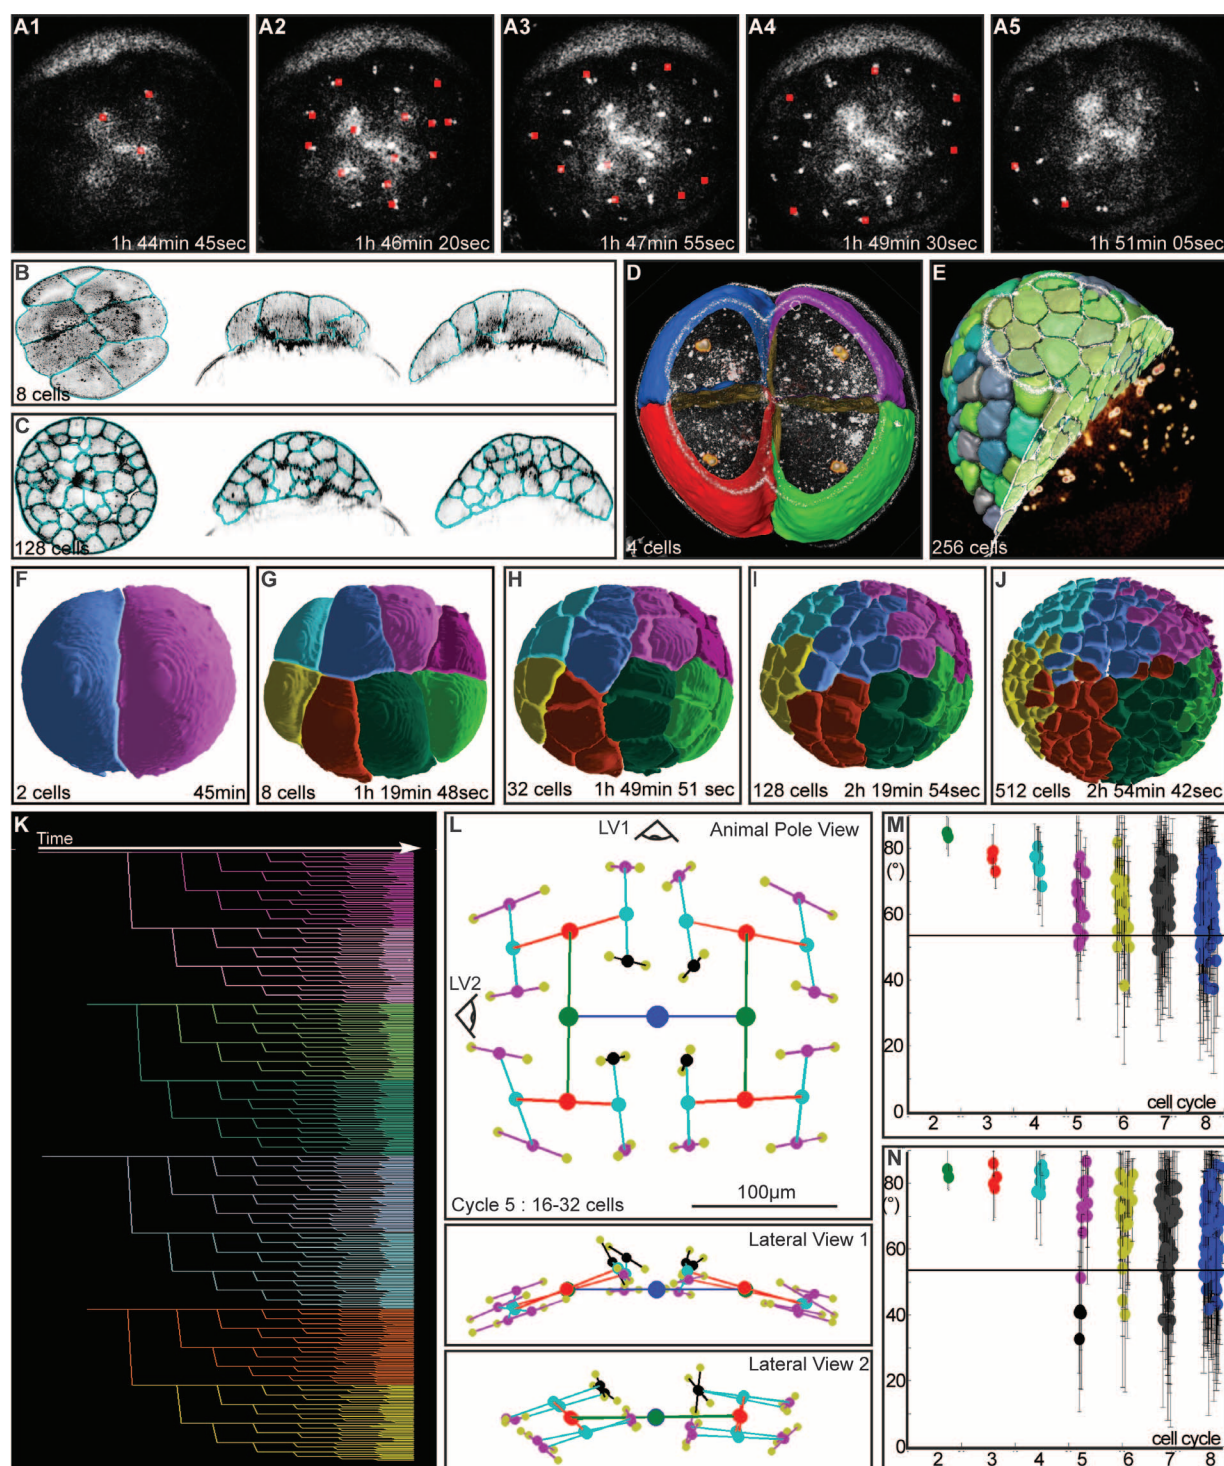 A1
A2
A3
A4
A5
1h 44min 45sec
1h 46min 20sec
1h 47min 55sec
1h 49min 30sec
1h 51min 05sec
B
8 cells
C
128 cells
D
4 cells
E
256 cells
F
2 cells 45min
G
8 cells 1h 19min 48sec
H
32 cells 1h 49min 51 sec
I
128 cells 2h 19min 54sec
J
512 cells 2h 54min 42sec
K
Time
L
LV1
Animal Pole View
LV2
Cycle 5 : 16-32 cells
100µm
Lateral View 1
Lateral View 2
M
80
(°)
60
40
20
0
cell cycle
2 3 4 5 6 7 8
N
80
(°)
60
40
20
0
cell cycle
2 3 4 5 6 7 8